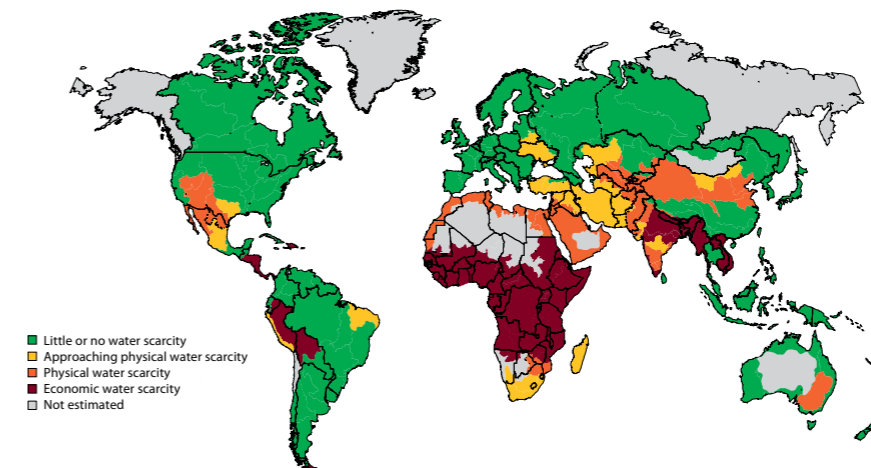 Little or no water scarcity
Approaching physical water scarcity
Physical water scarcity
Economic water scarcity
Not estimated